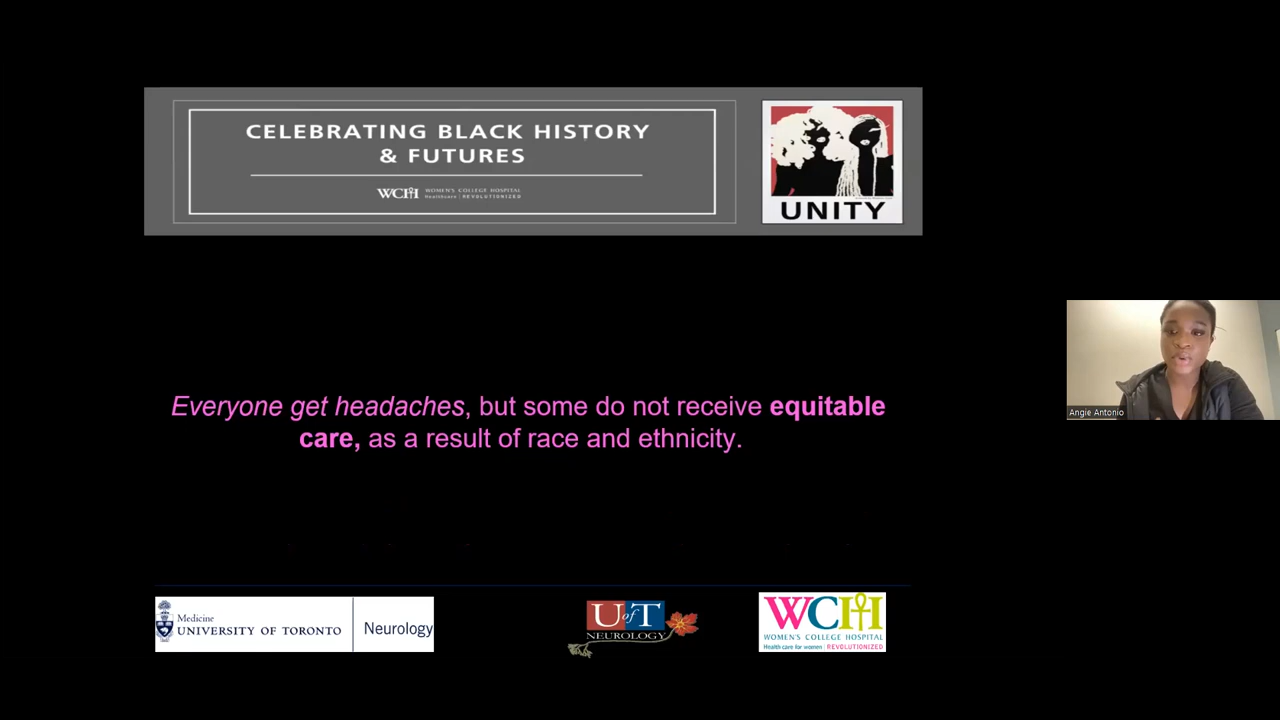 CELEBRATING BLACK HISTORY
& FUTURES
WCH WOMEN'S COLLEGE HOSPITAL
Healthcare | REVOLUTIONIZED
UNITY
Everyone get headaches, but some do not receive equitable
care, as a result of race and ethnicity.
Angie Antonio
Medicine
UNIVERSITY OF TORONTO
Neurology
UofT
NEUROLOGY
WCH
WOMEN'S COLLEGE HOSPITAL
Health care for women | REVOLUTIONIZED